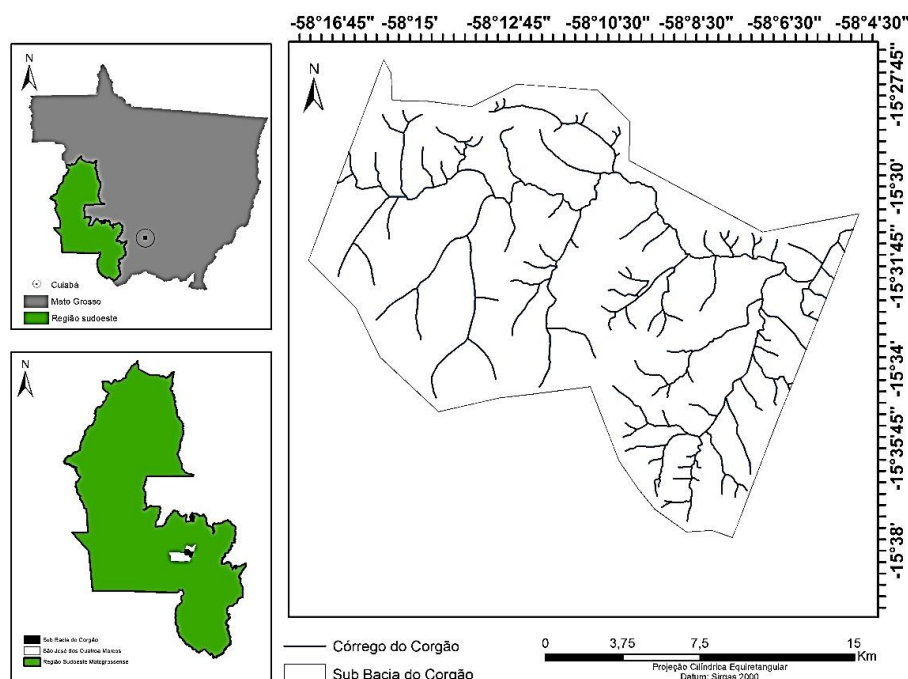 -58°16'45" -58°15' -58°12'45" -58°10'30" -58°8'30" -58°6'30" -58°4'30"
N
Cuiabá
Mato Grosso
Região sudoeste
N
-15°27'45"
-15°30'
-15°31'45"
-15°34'
-15°35'45"
-15°38'
N
Sub Bacia do Corgão
São José dos Quatros Marcos
Região Sudoeste Matogrossense
Córrego do Corgão
Sub Bacia do Corgão
0 3,75 7,5 15
Km
Projeção Cilíndrica Equiretangular
Datum: Sirgas 2000